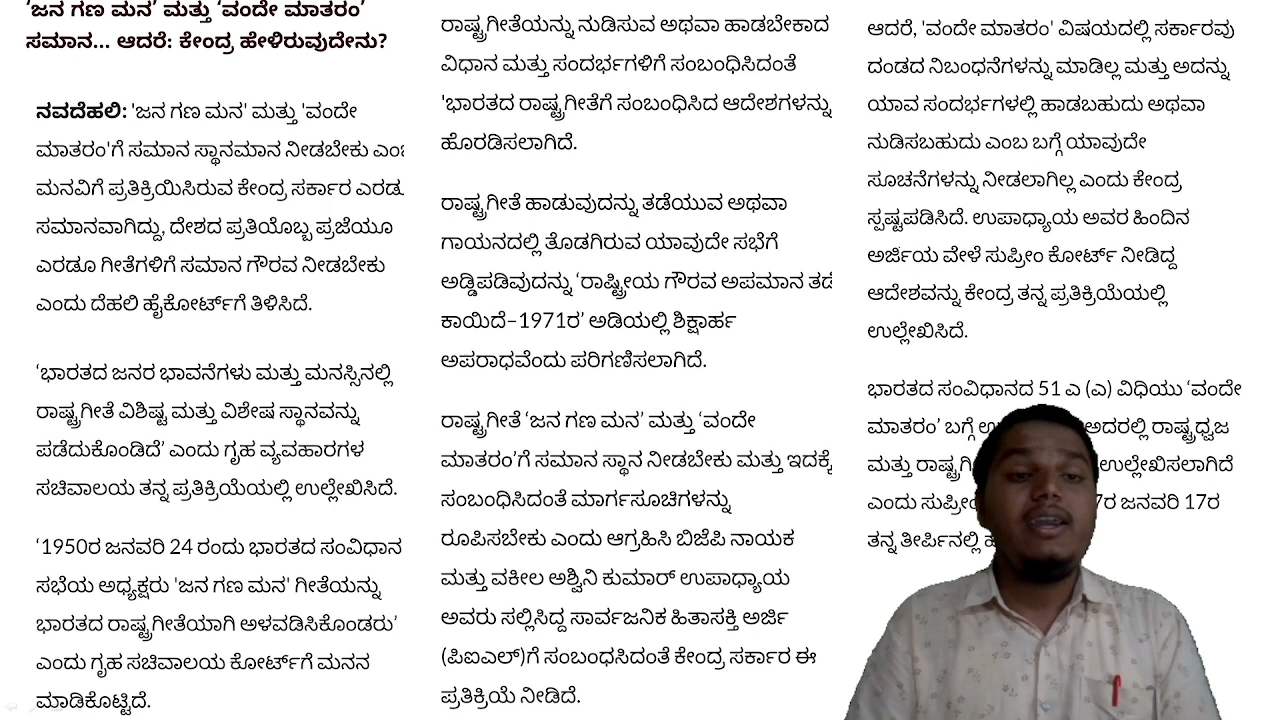 ‘ಜನ ಗಣ ಮನ’ ಮತ್ತು ‘ವಂದೇ ಮಾತರಂ’
ಸಮಾನ... ಆದರೆ: ಕೇಂದ್ರ ಹೇಳಿರುವುದೇನು?
ನವದೆಹಲಿ: 'ಜನ ಗಣ ಮನ' ಮತ್ತು 'ವಂದೇ
ಮಾತರಂ'ಗೆ ಸಮಾನ ಸ್ಥಾನಮಾನ ನೀಡಬೇಕು
ಮನವಿಗೆ ಪ್ರತಿಕ್ರಿಯಿಸಿರುವ ಕೇಂದ್ರ ಸರ್ಕಾರ
ಸಮಾನವಾಗಿದ್ದು, ದೇಶದ ಪ್ರತಿಯೊಬ್ಬ ಪ್ರಜೆಯೂ
ಎರಡೂ ಗೀತೆಗಳಿಗೆ ಸಮಾನ ಗೌರವ ನೀಡಬೇಕು
ಎಂದು ದೆಹಲಿ ಹೈಕೋರ್ಟ್‌ಗೆ ತಿಳಿಸಿದೆ.
‘ಭಾರತದ ಜನರ ಭಾವನೆಗಳು ಮತ್ತು ಮನಸ್ಸಿನಲ್ಲಿ
ರಾಷ್ಟ್ರಗೀತೆ ವಿಶಿಷ್ಟ ಮತ್ತು ವಿಶೇಷ ಸ್ಥಾನವನ್ನು
ಪಡೆದುಕೊಂಡಿದೆ’ ಎಂದು ಗೃಹ ವ್ಯವಹಾರಗಳ
ಸಚಿವಾಲಯ ತನ್ನ ಪ್ರತಿಕ್ರಿಯೆಯಲ್ಲಿ ಉಲ್ಲೇಖಿಸಿದೆ.
‘1950ರ ಜನವರಿ 24 ರಂದು ಭಾರತದ ಸಂವಿಧಾನ
ಸಭೆಯ ಅಧ್ಯಕ್ಷರು 'ಜನ ಗಣ ಮನ' ಗೀತೆಯನ್ನು
ಭಾರತದ ರಾಷ್ಟ್ರಗೀತೆಯಾಗಿ ಅಳವಡಿಸಿಕೊಂಡರು’
ಎಂದು ಗೃಹ ಸಚಿವಾಲಯ ಕೋರ್ಟ್‌ಗೆ ಮನನ
ಮಾಡಿಕೊಟ್ಟಿದೆ.
ರಾಷ್ಟ್ರಗೀತೆಯನ್ನು ನುಡಿಸುವ ಅಥವಾ ಹಾಡಬೇಕಾದ
ವಿಧಾನ ಮತ್ತು ಸಂದರ್ಭಗಳಿಗೆ ಸಂಬಂಧಿಸಿದಂತೆ
'ಭಾರತದ ರಾಷ್ಟ್ರಗೀತೆಗೆ ಸಂಬಂಧಿಸಿದ ಆದೇಶಗಳನ್ನು
ಹೊರಡಿಸಲಾಗಿದೆ.
ರಾಷ್ಟ್ರಗೀತೆ ಹಾಡುವುದನ್ನು ತಡೆಯುವ ಅಥವಾ
ಗಾಯನದಲ್ಲಿ ತೊಡಗಿರುವ ಯಾವುದೇ ಸಭೆಗೆ
ಅಡ್ಡಿಪಡಿವುದನ್ನು ‘ರಾಷ್ಟ್ರೀಯ ಗೌರವ ಅಪಮಾನ
ಕಾಯಿದೆ–1971ರ’ ಅಡಿಯಲ್ಲಿ ಶಿಕ್ಷಾರ್ಹ
ಅಪರಾಧವೆಂದು ಪರಿಗಣಿಸಲಾಗಿದೆ.
ರಾಷ್ಟ್ರಗೀತೆ ‘ಜನ ಗಣ ಮನ’ ಮತ್ತು ‘ವಂದೇ
ಮಾತರಂ’ಗೆ ಸಮಾನ ಸ್ಥಾನ ನೀಡಬೇಕು ಮತ್ತು ಇದಕ್ಕೆ
ಸಂಬಂಧಿಸಿದಂತೆ ಮಾರ್ಗಸೂಚಿಗಳನ್ನು
ರೂಪಿಸಬೇಕು ಎಂದು ಆಗ್ರಹಿಸಿ ಬಿಜೆಪಿ ನಾಯಕ
ಮತ್ತು ವಕೀಲ ಅಶ್ವಿನಿ ಕುಮಾರ್ ಉಪಾಧ್ಯಾಯ
ಅವರು ಸಲ್ಲಿಸಿದ್ದ ಸಾರ್ವಜನಿಕ ಹಿತಾಸಕ್ತಿ ಅರ್ಜಿ
(ಪಿಐಎಲ್)ಗೆ ಸಂಬಂಧಸಿದಂತೆ ಕೇಂದ್ರ ಸರ್ಕಾರ ಈ
ಪ್ರತಿಕ್ರಿಯೆ ನೀಡಿದೆ.
ಆದರೆ, 'ವಂದೇ ಮಾತರಂ' ವಿಷಯದಲ್ಲಿ ಸರ್ಕಾರವು
ದಂಡದ ನಿಬಂಧನೆಗಳನ್ನು ಮಾಡಿಲ್ಲ ಮತ್ತು ಅದನ್ನು
ಯಾವ ಸಂದರ್ಭಗಳಲ್ಲಿ ಹಾಡಬಹುದು ಅಥವಾ
ನುಡಿಸಬಹುದು ಎಂಬ ಬಗ್ಗೆ ಯಾವುದೇ
ಸೂಚನೆಗಳನ್ನು ನೀಡಲಾಗಿಲ್ಲ ಎಂದು ಕೇಂದ್ರ
ಸ್ಪಷ್ಟಪಡಿಸಿದೆ. ಉಪಾಧ್ಯಾಯ ಅವರ ಹಿಂದಿನ
ಅರ್ಜಿಯ ವೇಳೆ ಸುಪ್ರೀಂ ಕೋರ್ಟ್ ನೀಡಿದ್ದ
ಆದೇಶವನ್ನು ಕೇಂದ್ರ ತನ್ನ ಪ್ರತಿಕ್ರಿಯೆಯಲ್ಲಿ
ಉಲ್ಲೇಖಿಸಿದೆ.
ಭಾರತದ ಸಂವಿಧಾನದ 51 ಎ (ಎ) ವಿಧಿಯು ‘ವಂದೇ
ಮಾತರಂ’ ಬಗ್ಗೆ ಅದರಲ್ಲಿ ರಾಷ್ಟ್ರಧ್ವಜ
ಮತ್ತು ಉಲ್ಲೇಖಿಸಲಾಗಿದೆ
ಎಂದು ಜನವರಿ 17ರ
ತನ್ನ ತೀರ್ಪಿನಲ್ಲಿ